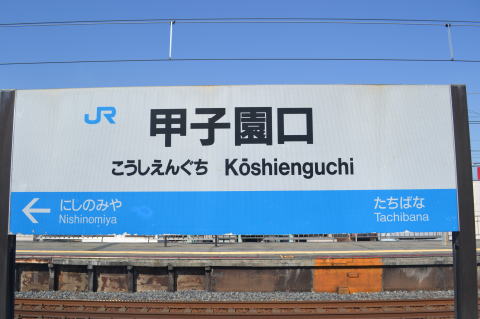 JR
甲子園口
こうしえんぐち Kōshienguchi
にしのみや たちばな
Nishinomiya Tachibana